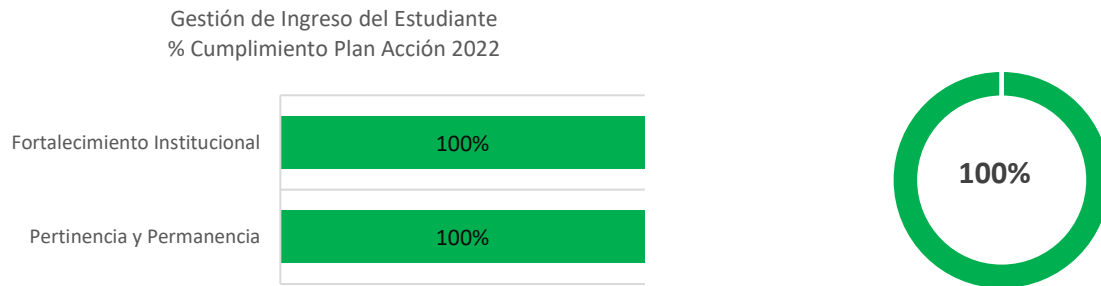 Gestión de Ingreso del Estudiante
% Cumplimiento Plan Acción 2022
Fortalecimiento Institucional
100%
Pertinencia y Permanencia
100%
100%